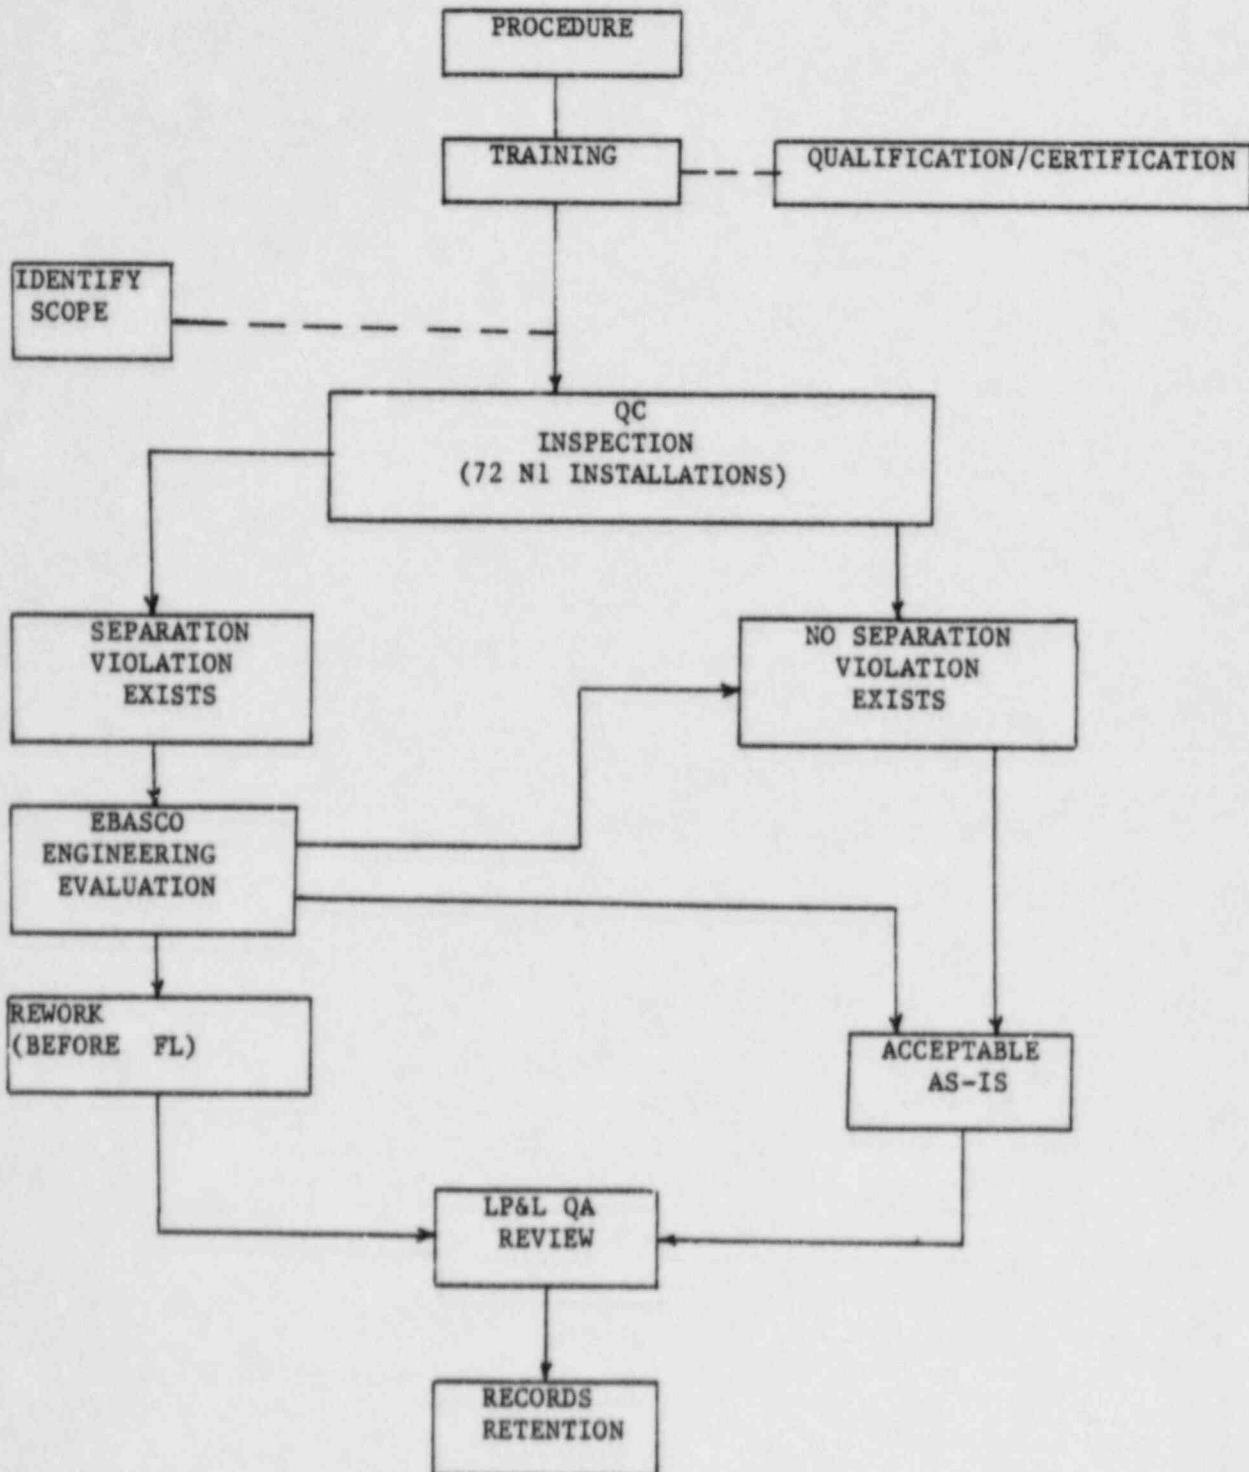 PROCEDURE
TRAINING
QUALIFICATION/CERTIFICATION
IDENTIFY
SCOPE
QC
INSPECTION
(72 N1 INSTALLATIONS)
SEPARATION
VIOLATION
EXISTS
NO SEPARATION
VIOLATION
EXISTS
EBASCO
ENGINEERING
EVALUATION
REWORK
(BEFORE FL)
ACCEPTABLE
AS-IS
LP&L QA
REVIEW
RECORDS
RETENTION